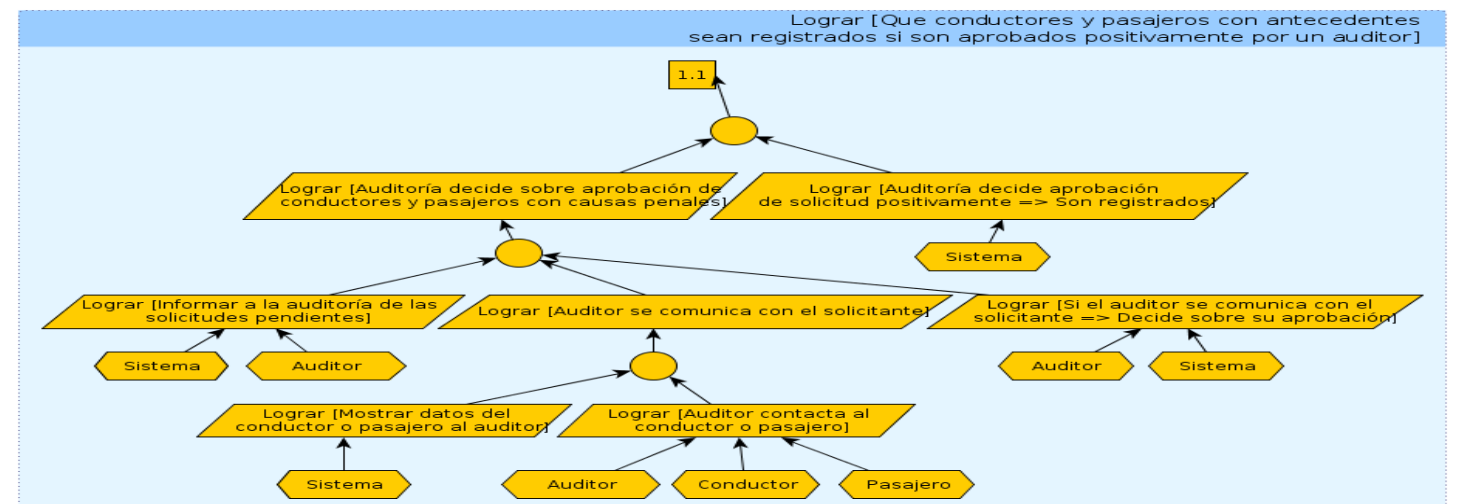 Lograr [Que conductores y pasajeros con antecedentes
sean registrados si son aprobados positivamente por un auditor]
1.1
Lograr [Auditoría decide sobre aprobación de
conductores y pasajeros con causas penales]
Lograr [Auditoría decide aprobación
de solicitud positivamente => Son registrados]
Sistema
Lograr [Informar a la auditoría de las
solicitudes pendientes]
Lograr [Auditor se comunica con el solicitante]
Lograr [Si el auditor se comunica con el
solicitante => Decide sobre su aprobación]
Sistema
Auditor
Auditor
Sistema
Lograr [Mostrar datos del
conductor o pasajero al auditor]
Lograr [Auditor contacta al
conductor o pasajero]
Sistema
Auditor
Conductor
Pasajero